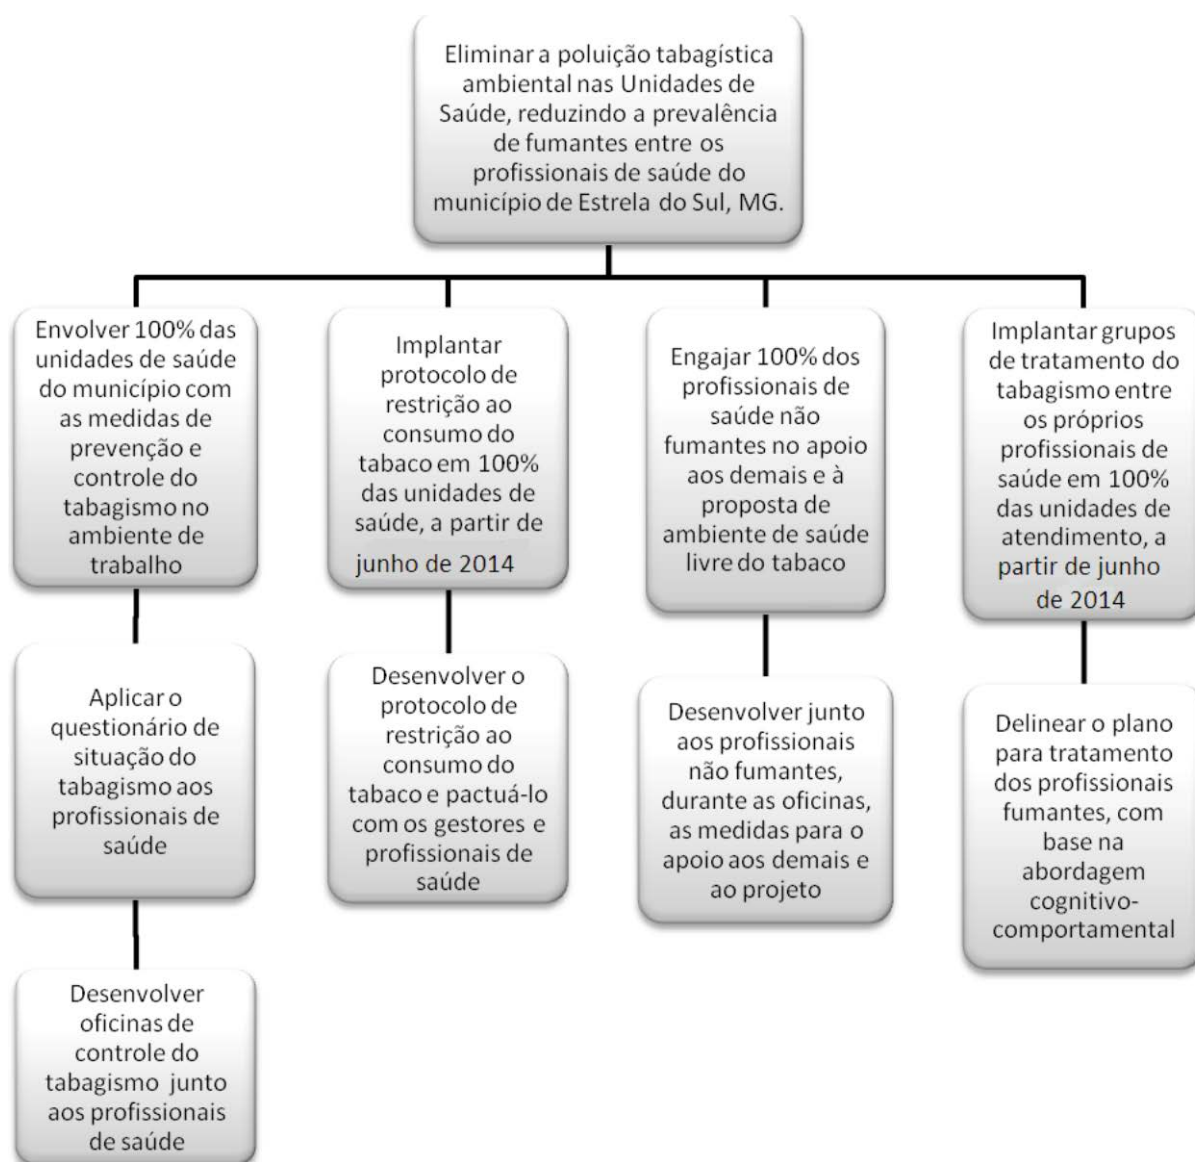 Eliminar a poluição tabagística
ambiental nas Unidades de
Saúde, reduzindo a prevalência
de fumantes entre os
profissionais de saúde do
município de Estrela do Sul, MG.
Envolver 100% das
unidades de saúde
do município com
as medidas de
prevenção e
controle do
tabagismo no
ambiente de
trabalho
Implantar
protocolo de
restrição ao
consumo do
tabaco em 100%
das unidades de
saúde, a partir de
junho de 2014
Engajar 100% dos
profissionais de
saúde não
fumantes no apoio
aos demais e à
proposta de
ambiente de saúde
livre do tabaco
Implantar grupos
de tratamento do
tabagismo entre
os próprios
profissionais de
saúde em 100%
das unidades de
atendimento, a
partir de junho
de 2014
Aplicar o
questionário de
situação do
tabagismo aos
profissionais de
saúde
Desenvolver o
protocolo de
restrição ao
consumo do
tabaco e pactuá-lo
com os gestores e
profissionais de
saúde
Desenvolver junto
aos profissionais
não fumantes,
durante as oficinas,
as medidas para o
apoio aos demais e
ao projeto
Delinear o plano
para tratamento
dos profissionais
fumantes, com
base na
abordagem
cognitivo-
comportamental
Desenvolver
oficinas de
controle do
tabagismo junto
aos profissionais
de saúde